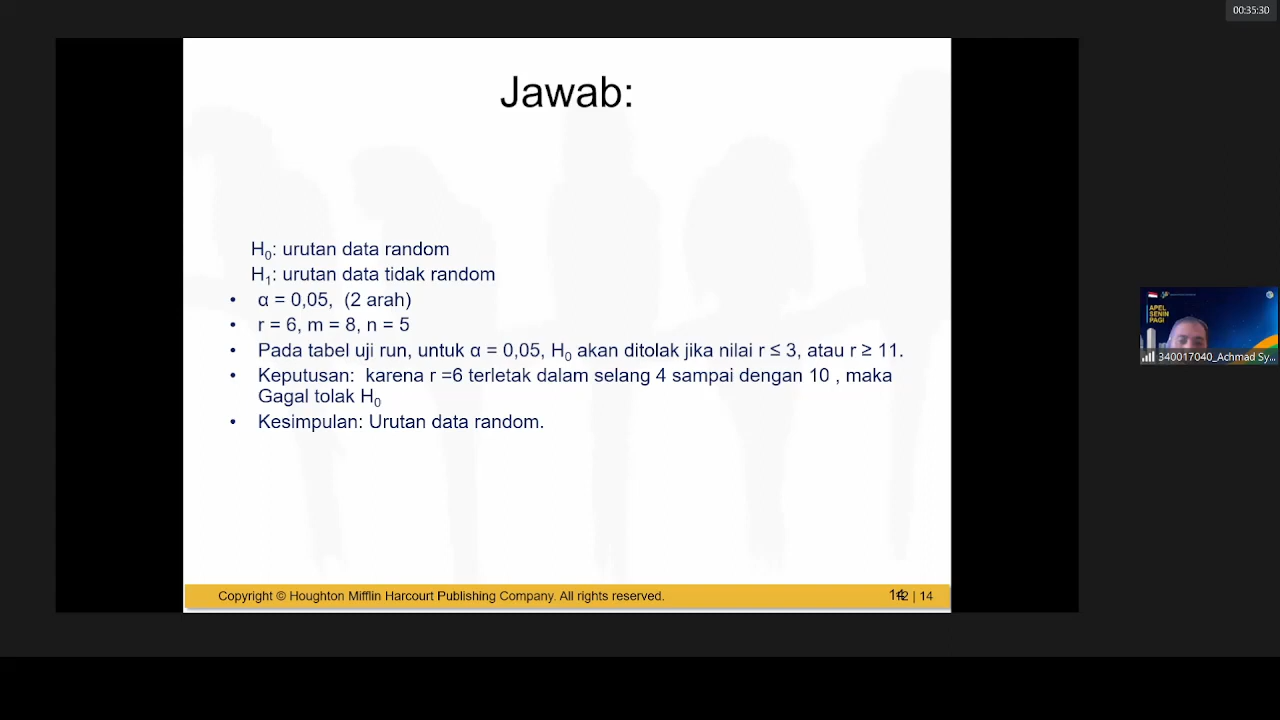 00:35:30
Jawab:
H₀: urutan data random
H₁: urutan data tidak random
• α = 0,05, (2 arah)
• r = 6, m = 8, n = 5
• Pada tabel uji run, untuk α = 0,05, H₀ akan ditolak jika nilai r ≤ 3, atau r ≥ 11.
• Keputusan: karena r =6 terletak dalam selang 4 sampai dengan 10 , maka
Gagal tolak H₀
• Kesimpulan: Urutan data random.
APEL
SENIN
PAGI
340017040_Achmad Sy...
Copyright © Houghton Mifflin Harcourt Publishing Company. All rights reserved.
| 14